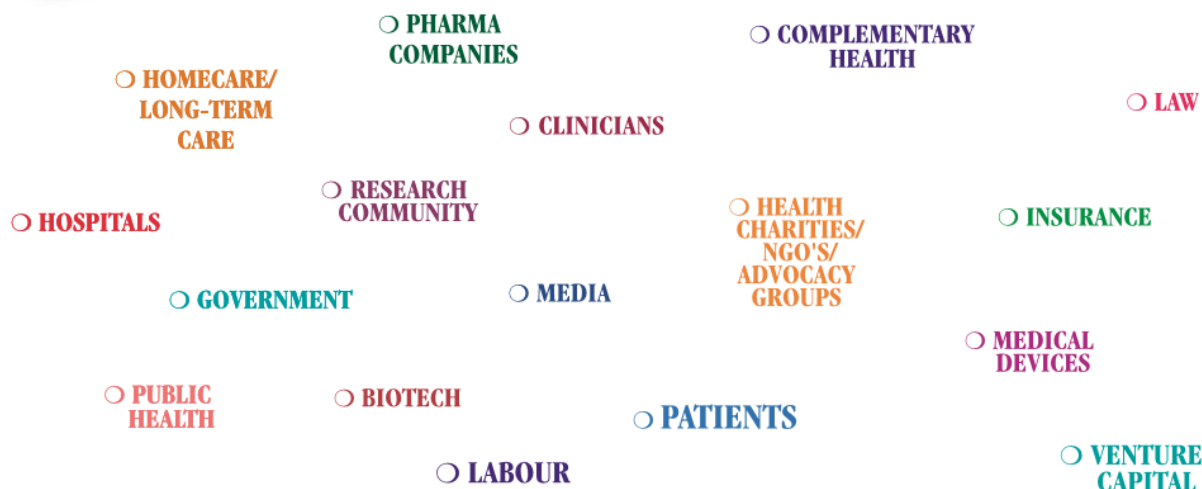 PHARMA
COMPANIES
COMPLEMENTARY
HEALTH
HOMECARE/
LONG-TERM
CARE
LAW
CLINICIANS
RESEARCH
COMMUNITY
HOSPITALS
HEALTH
CHARITIES/
NGO'S/
ADVOCACY
GROUPS
INSURANCE
GOVERNMENT
MEDIA
MEDICAL
DEVICES
PUBLIC
HEALTH
BIOTECH
PATIENTS
LABOUR
VENTURE
CAPITAL